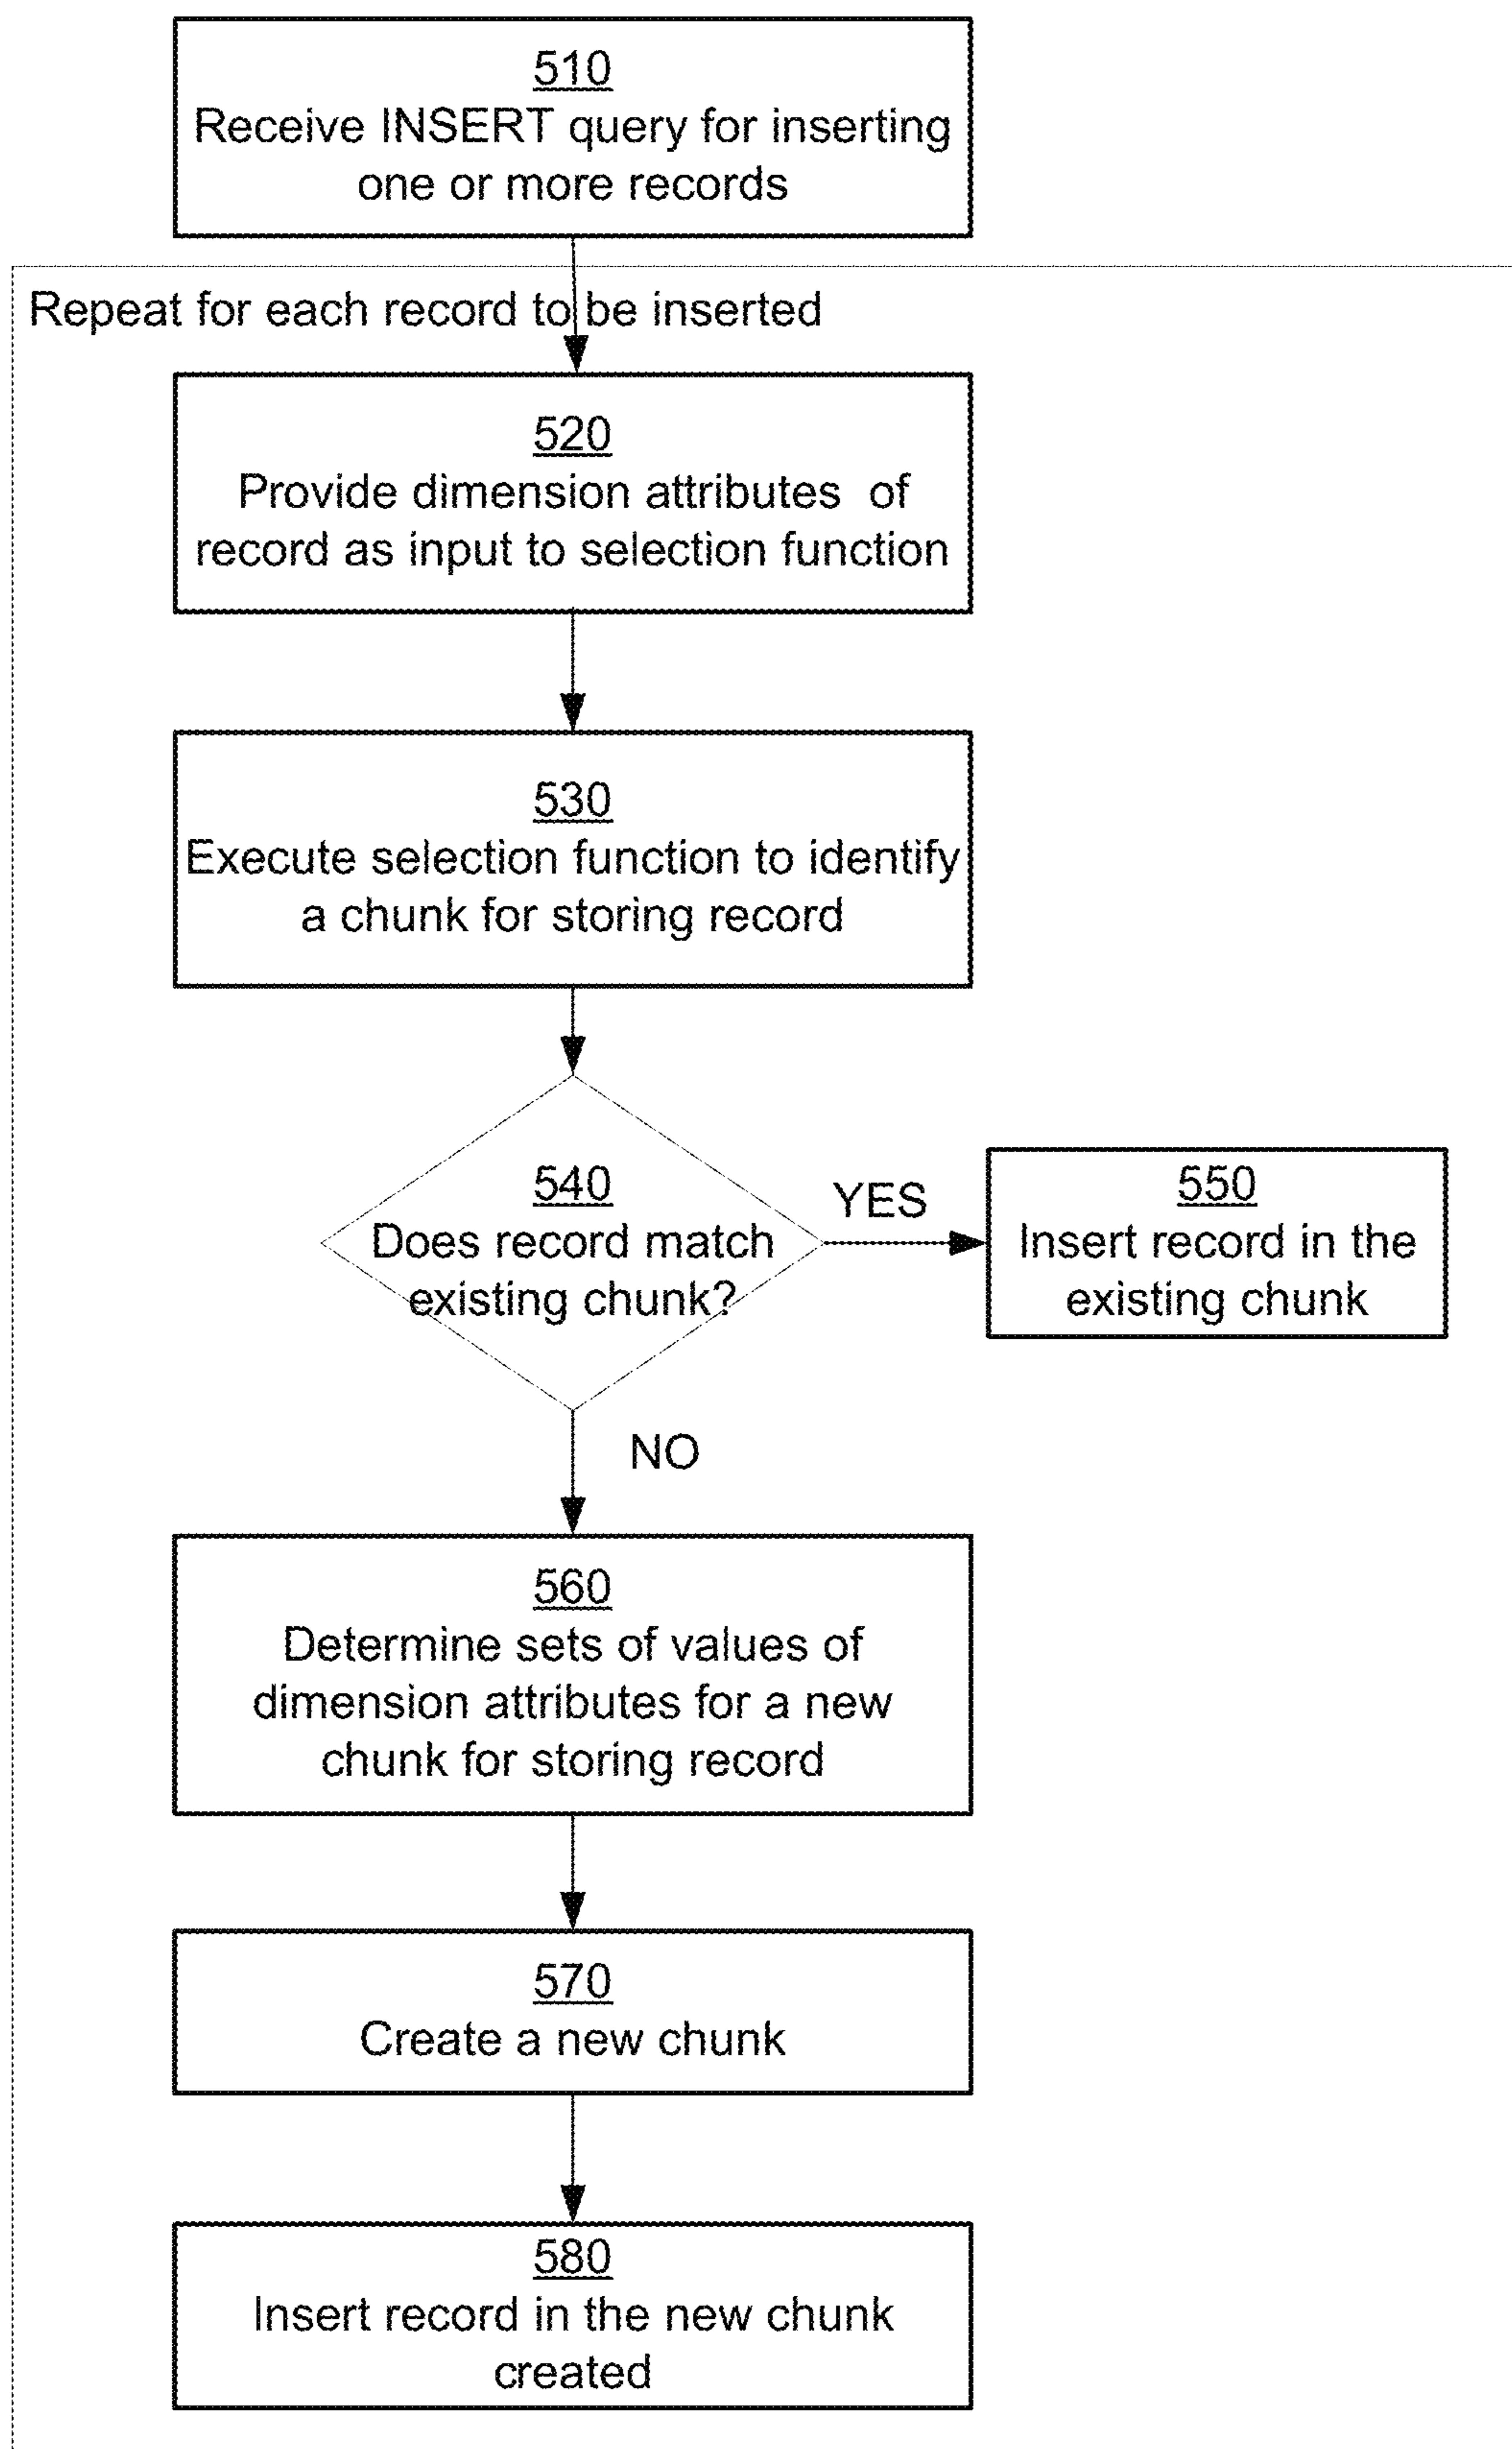 510
Receive INSERT query for inserting
one or more records
Repeat for each record to be inserted
520
Provide dimension attributes of
record as input to selection function
530
Execute selection function to identify
a chunk for storing record
540
Does record match
existing chunk?
YES
550
Insert record in the
existing chunk
NO
560
Determine sets of values of
dimension attributes for a new
chunk for storing record
570
Create a new chunk
580
Insert record in the new chunk
created